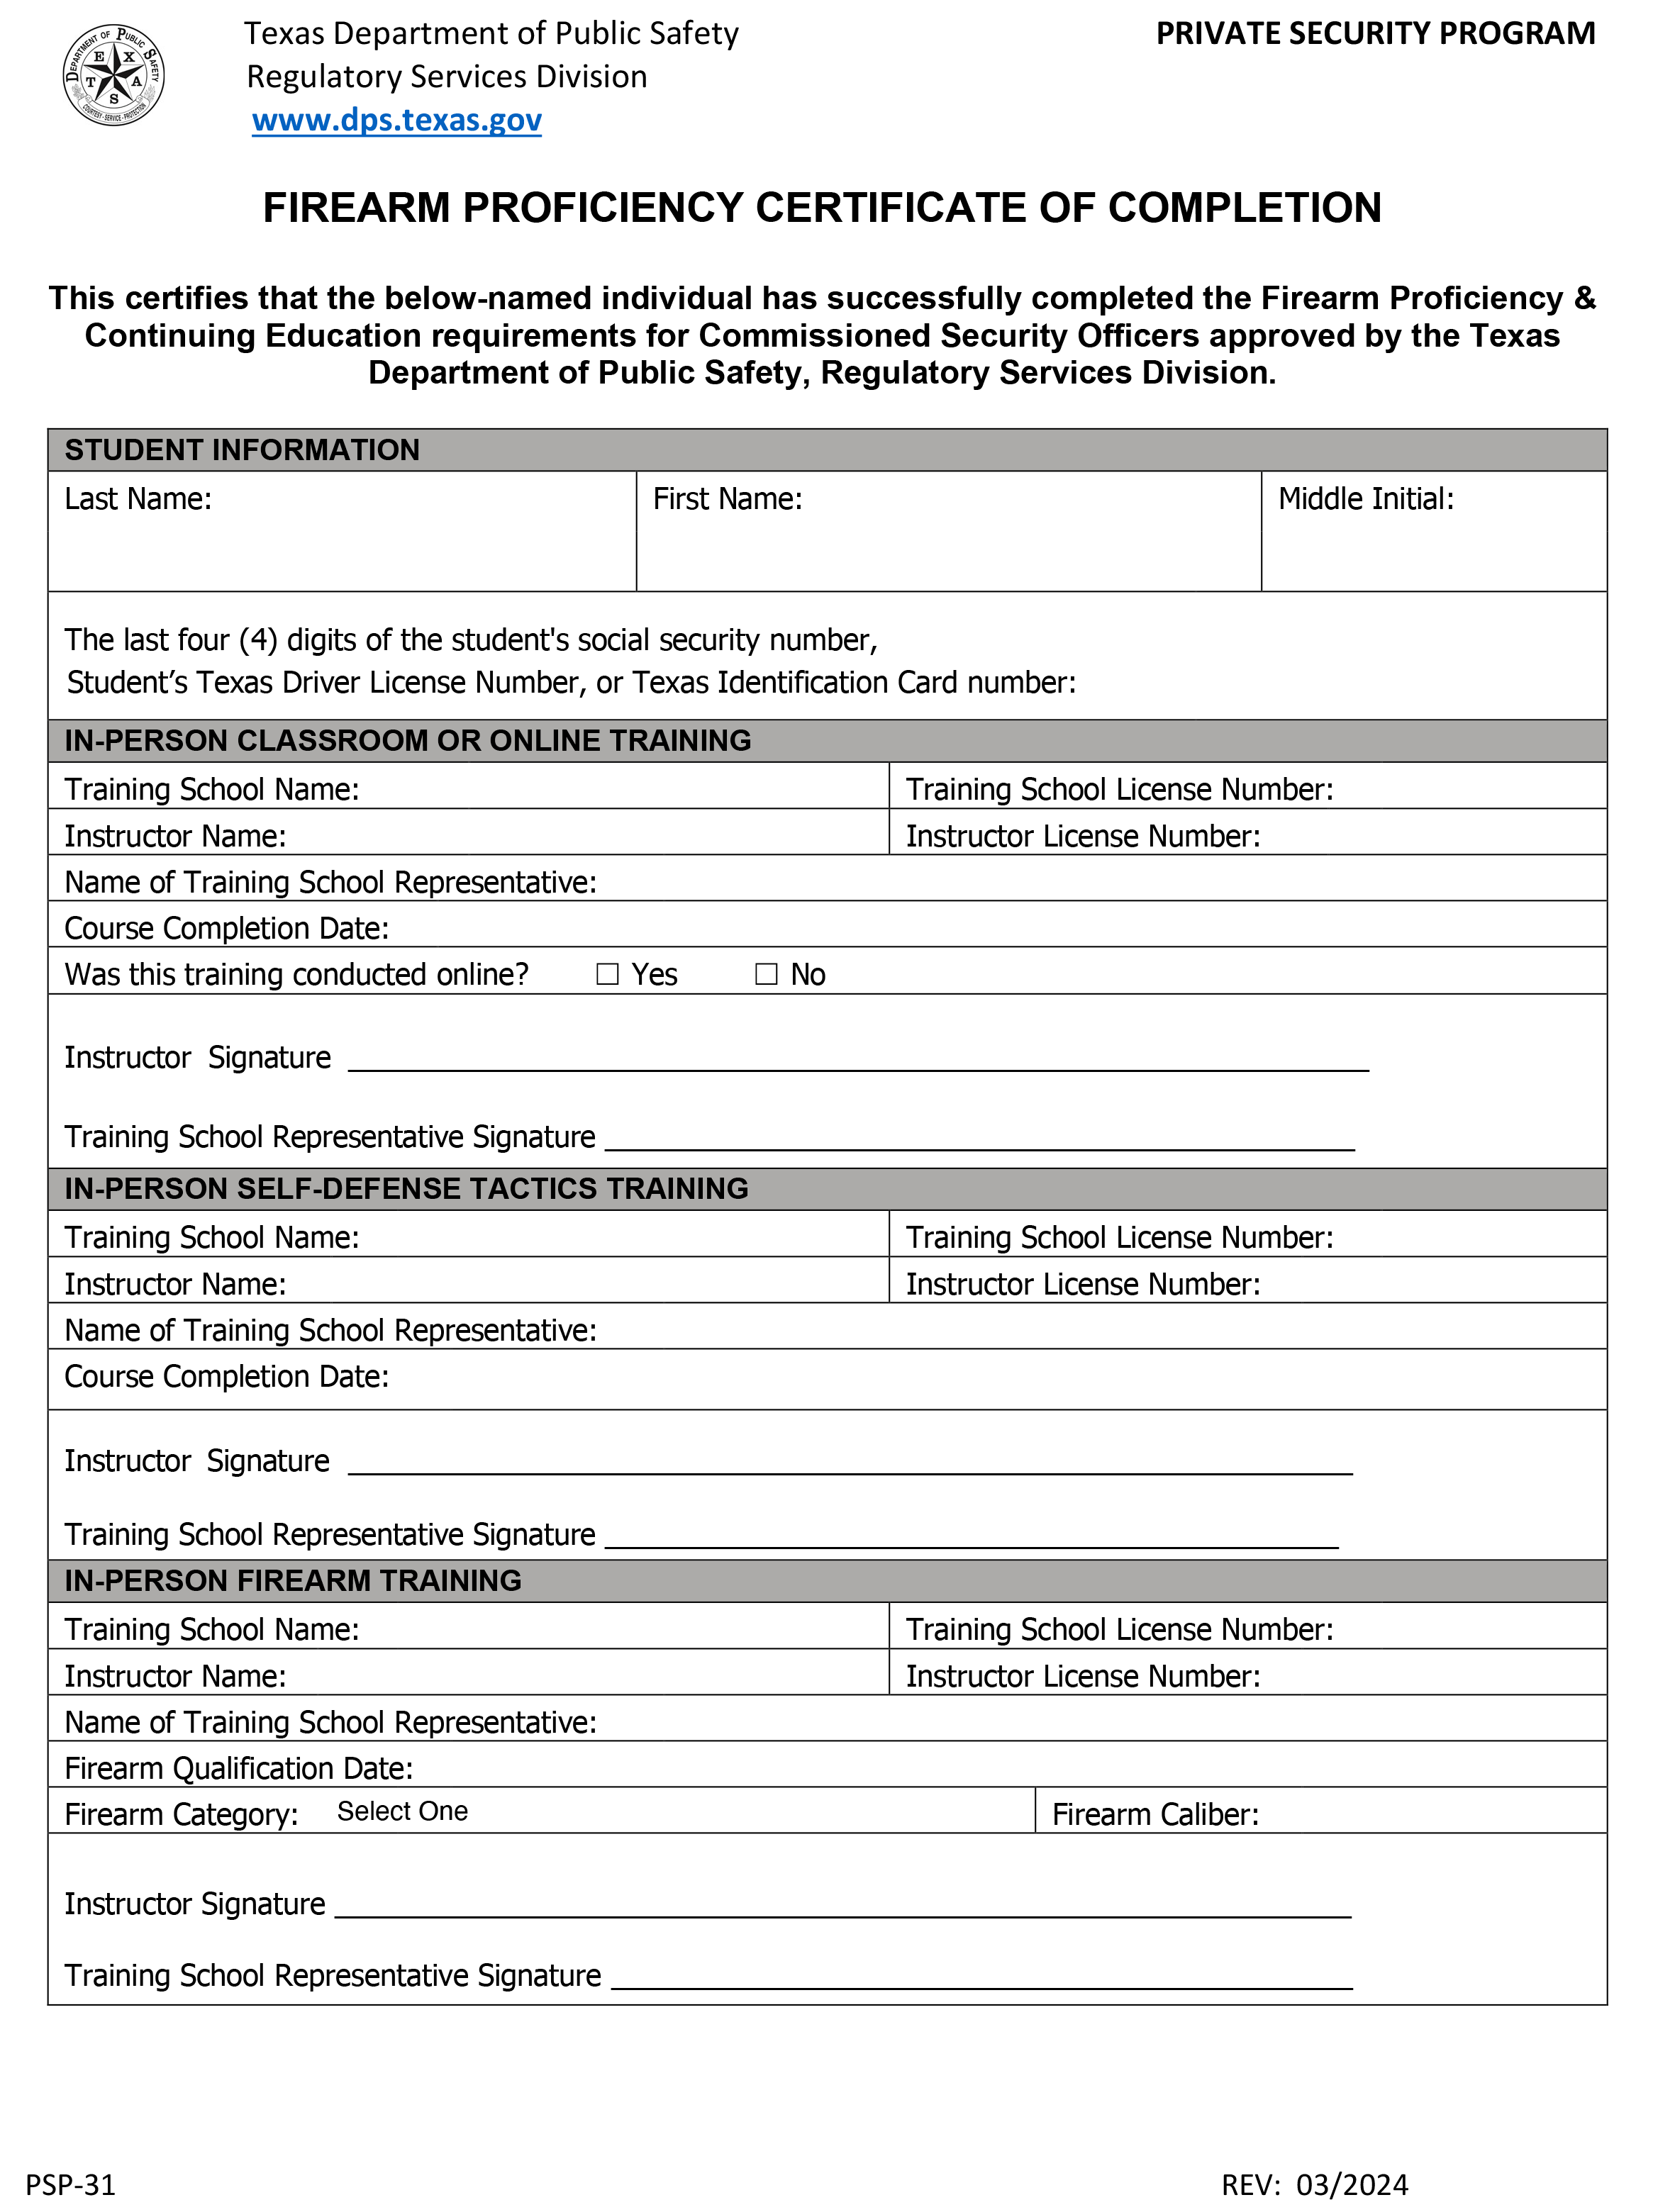 DEPARTMENT OF PUBLIC SAFETY
TEXAS
COURTESY · SERVICE · PROTECTION
Texas Department of Public Safety
PRIVATE SECURITY PROGRAM
Regulatory Services Division
www.dps.texas.gov
FIREARM PROFICIENCY CERTIFICATE OF COMPLETION
This certifies that the below-named individual has successfully completed the Firearm Proficiency &
Continuing Education requirements for Commissioned Security Officers approved by the Texas
Department of Public Safety, Regulatory Services Division.
STUDENT INFORMATION
Last Name: First Name: Middle Initial:
The last four (4) digits of the student's social security number,
Student’s Texas Driver License Number, or Texas Identification Card number:
IN-PERSON CLASSROOM OR ONLINE TRAINING
Training School Name: Training School License Number:
Instructor Name: Instructor License Number:
Name of Training School Representative:
Course Completion Date:
Was this training conducted online? ☐ Yes ☐ No
Instructor Signature
Training School Representative Signature
IN-PERSON SELF-DEFENSE TACTICS TRAINING
Training School Name: Training School License Number:
Instructor Name: Instructor License Number:
Name of Training School Representative:
Course Completion Date:
Instructor Signature
Training School Representative Signature
IN-PERSON FIREARM TRAINING
Training School Name: Training School License Number:
Instructor Name: Instructor License Number:
Name of Training School Representative:
Firearm Qualification Date:
Firearm Category: Select One Firearm Caliber:
Instructor Signature
Training School Representative Signature
PSP-31 REV: 03/2024